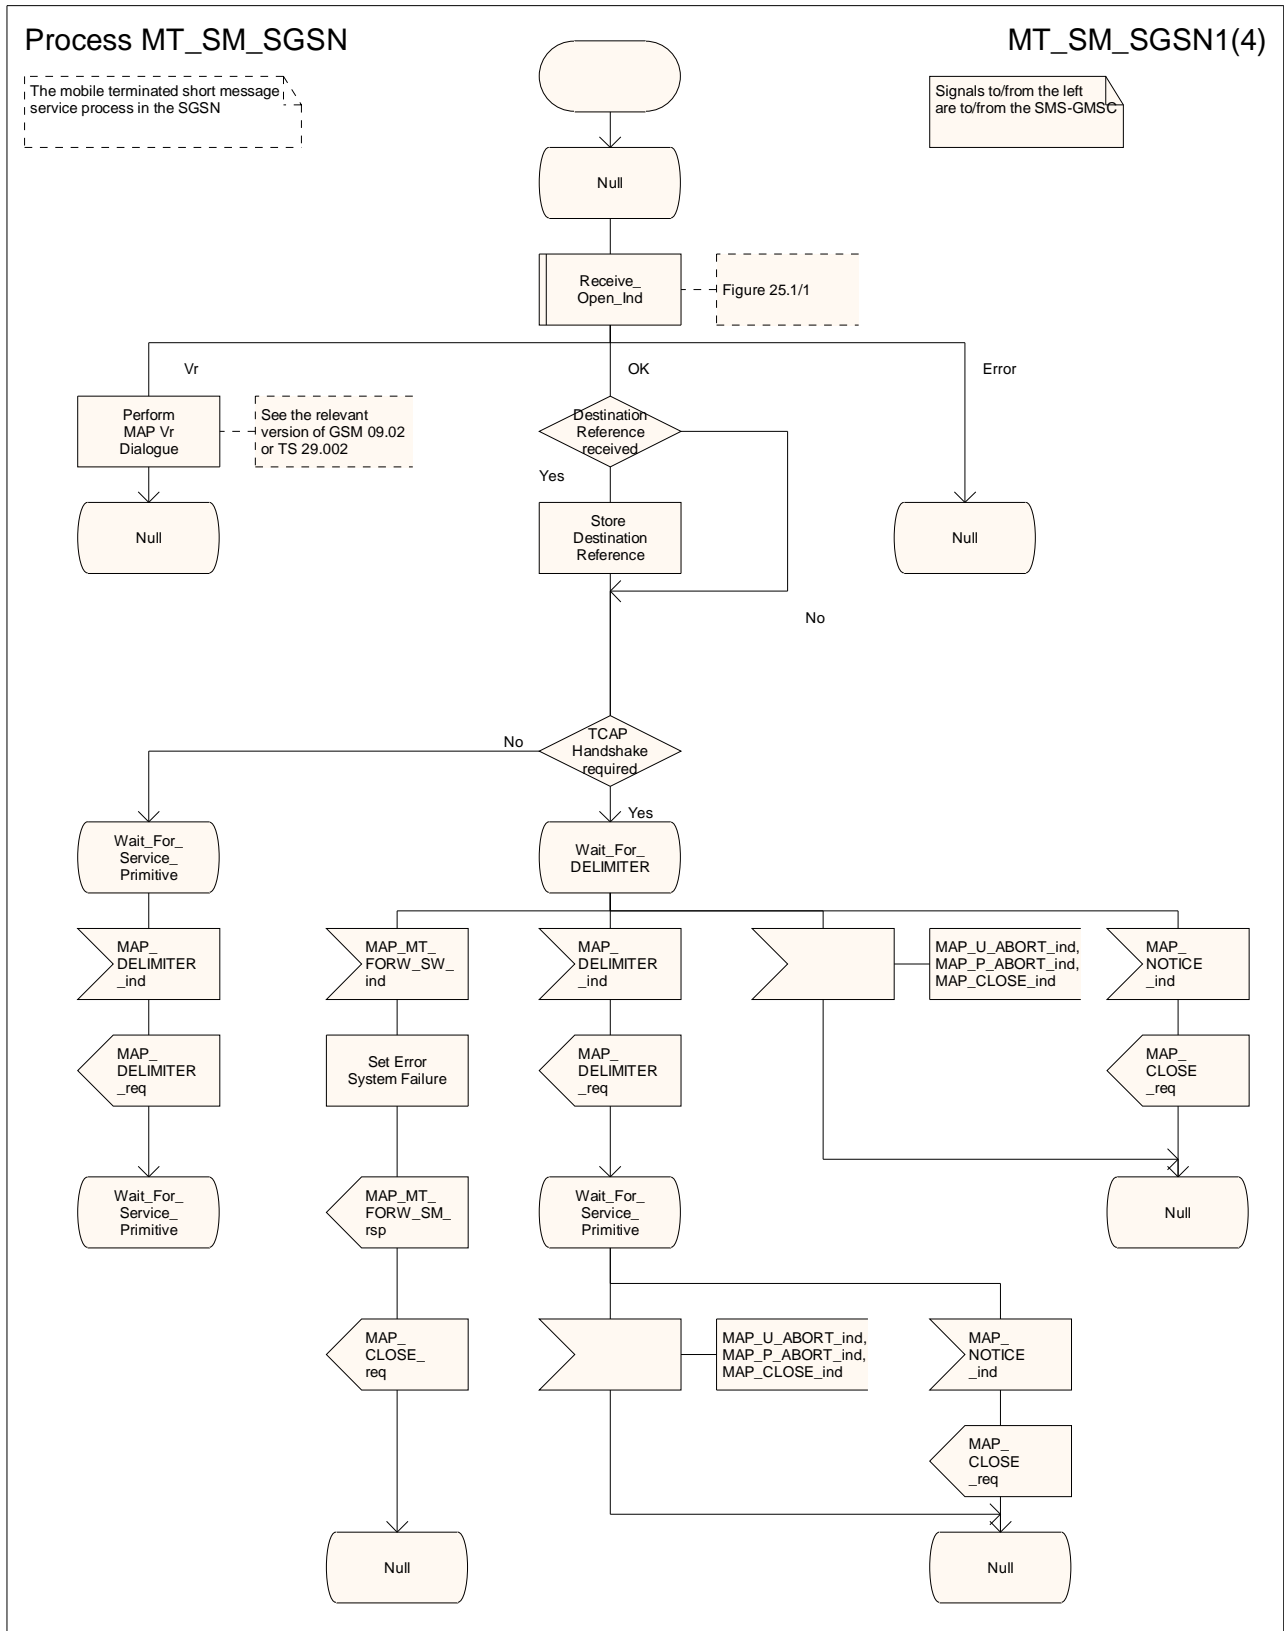 Process MT_SM_SGSN
MT_SM_SGSN1(4)
The mobile terminated short message
service process in the SGSN
Signals to/from the left
are to/from the SMS-GMSC
Null
Receive_
Open_Ind
Figure 25.1/1
Vr
OK
Error
Perform
MAP Vr
Dialogue
See the relevant
version of GSM 09.02
or TS 29.002
Destination
Reference
received
Yes
Null
Store
Destination
Reference
Null
No
TCAP
Handshake
required
No
Yes
Wait_For_
Service_
Primitive
Wait_For_
DELIMITER
MAP_
DELIMITER
_ind
MAP_MT_
FORW_SW_
ind
MAP_
DELIMITER
_ind
MAP_U_ABORT_ind,
MAP_P_ABORT_ind,
MAP_CLOSE_ind
MAP_
NOTICE
_ind
MAP_
DELIMITER
_req
Set Error
System Failure
MAP_
DELIMITER
_req
MAP_
CLOSE
_req
Wait_For_
Service_
Primitive
MAP_MT_
FORW_SM_
rsp
Wait_For_
Service_
Primitive
Null
MAP_
CLOSE_
req
MAP_U_ABORT_ind,
MAP_P_ABORT_ind,
MAP_CLOSE_ind
MAP_
NOTICE
_ind
MAP_
CLOSE
_req
Null
Null